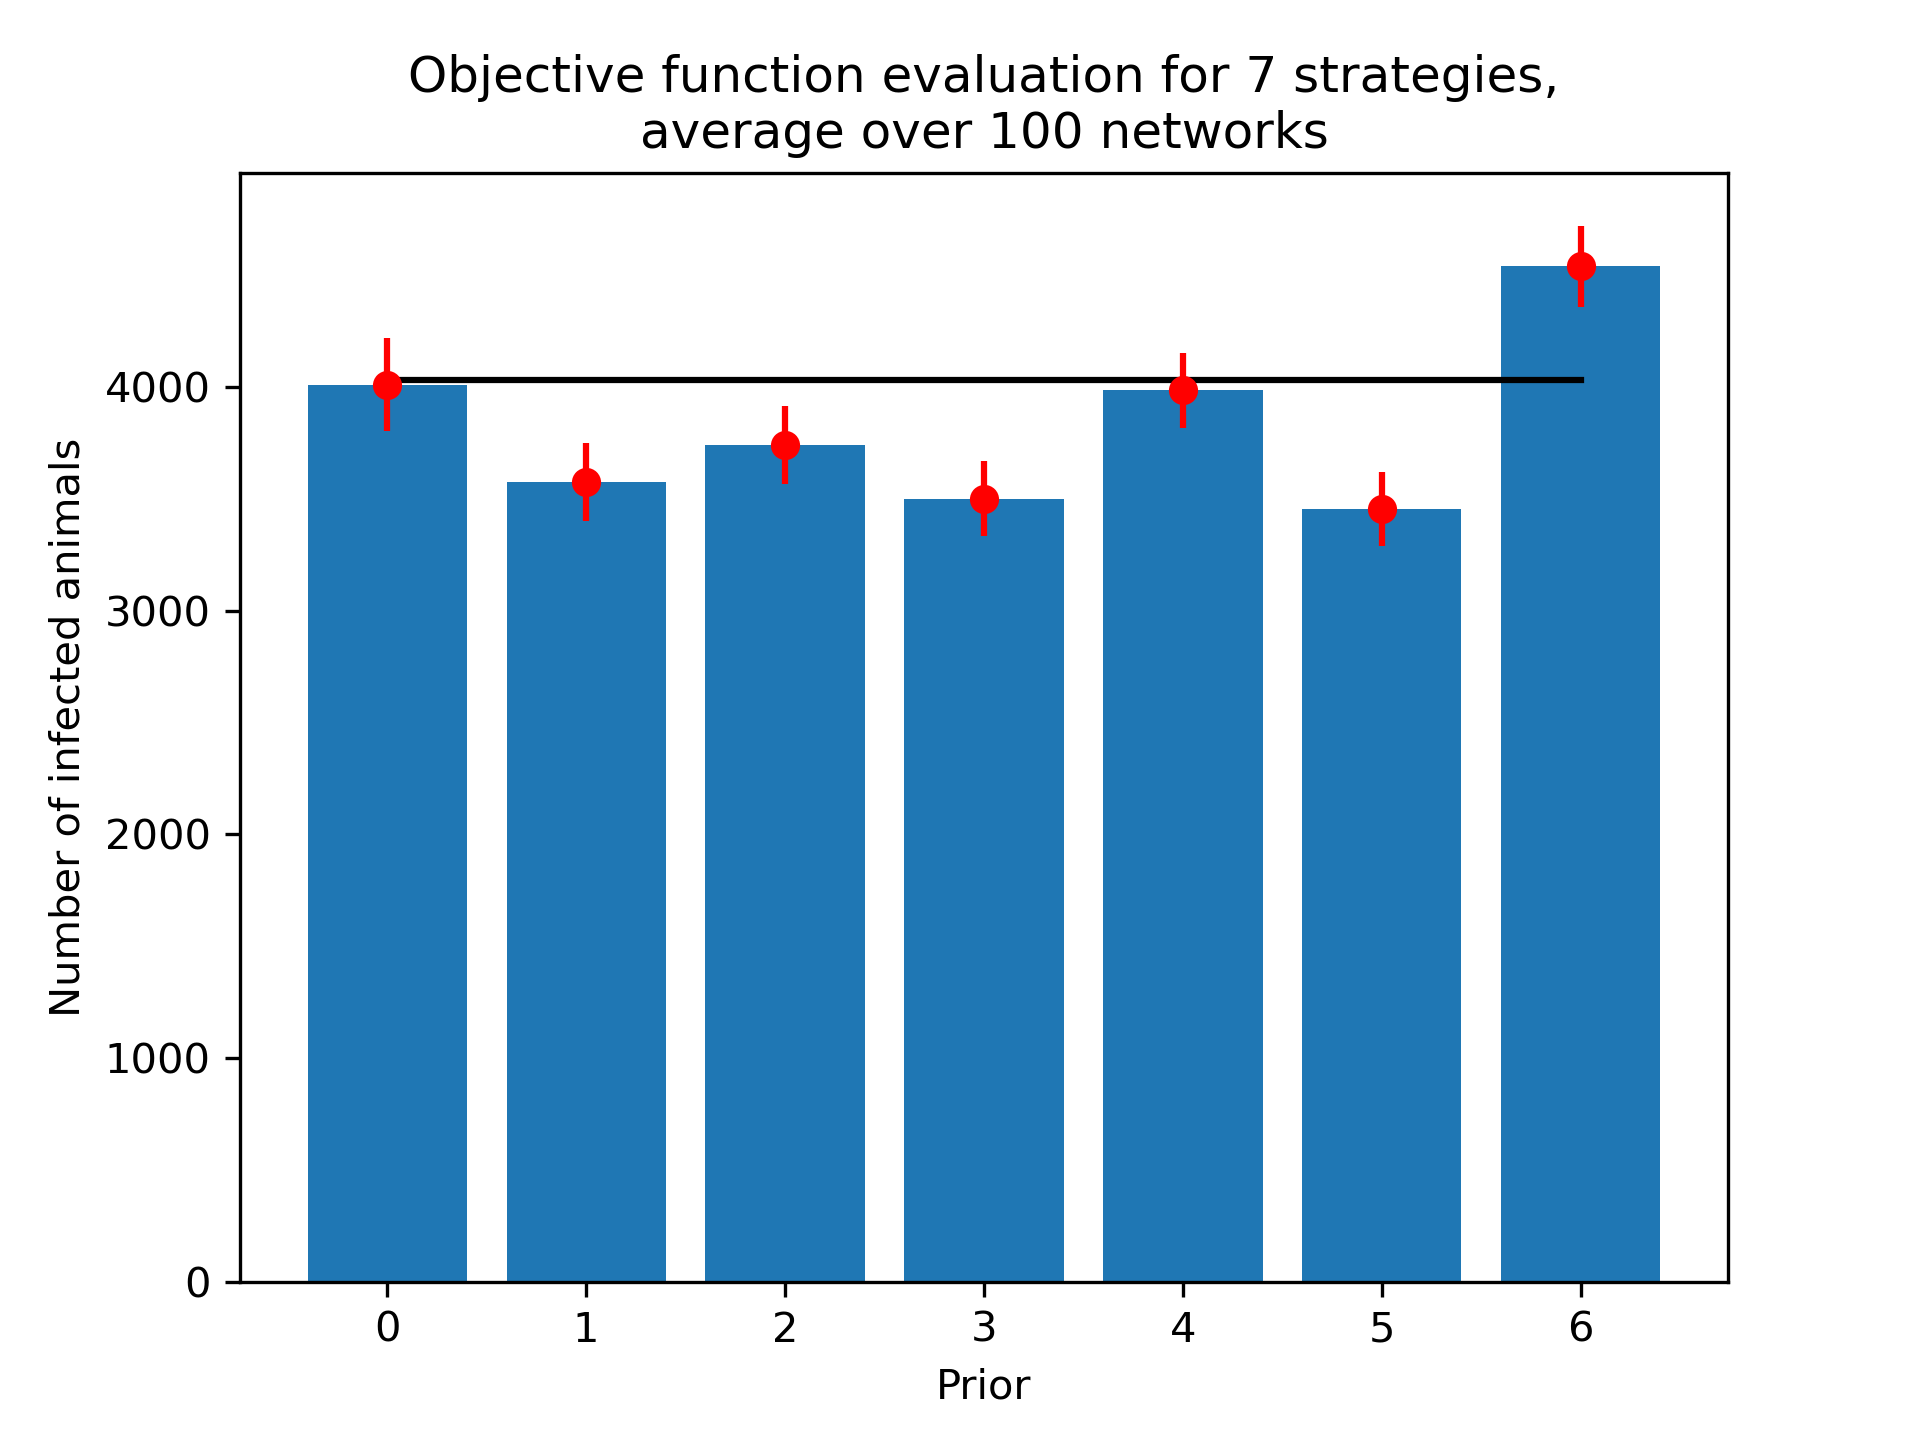 Objective function evaluation for 7 strategies,
average over 100 networks
Number of infected animals
4000
3000
2000
1000
0
0 1 2 3 4 5 6
Prior